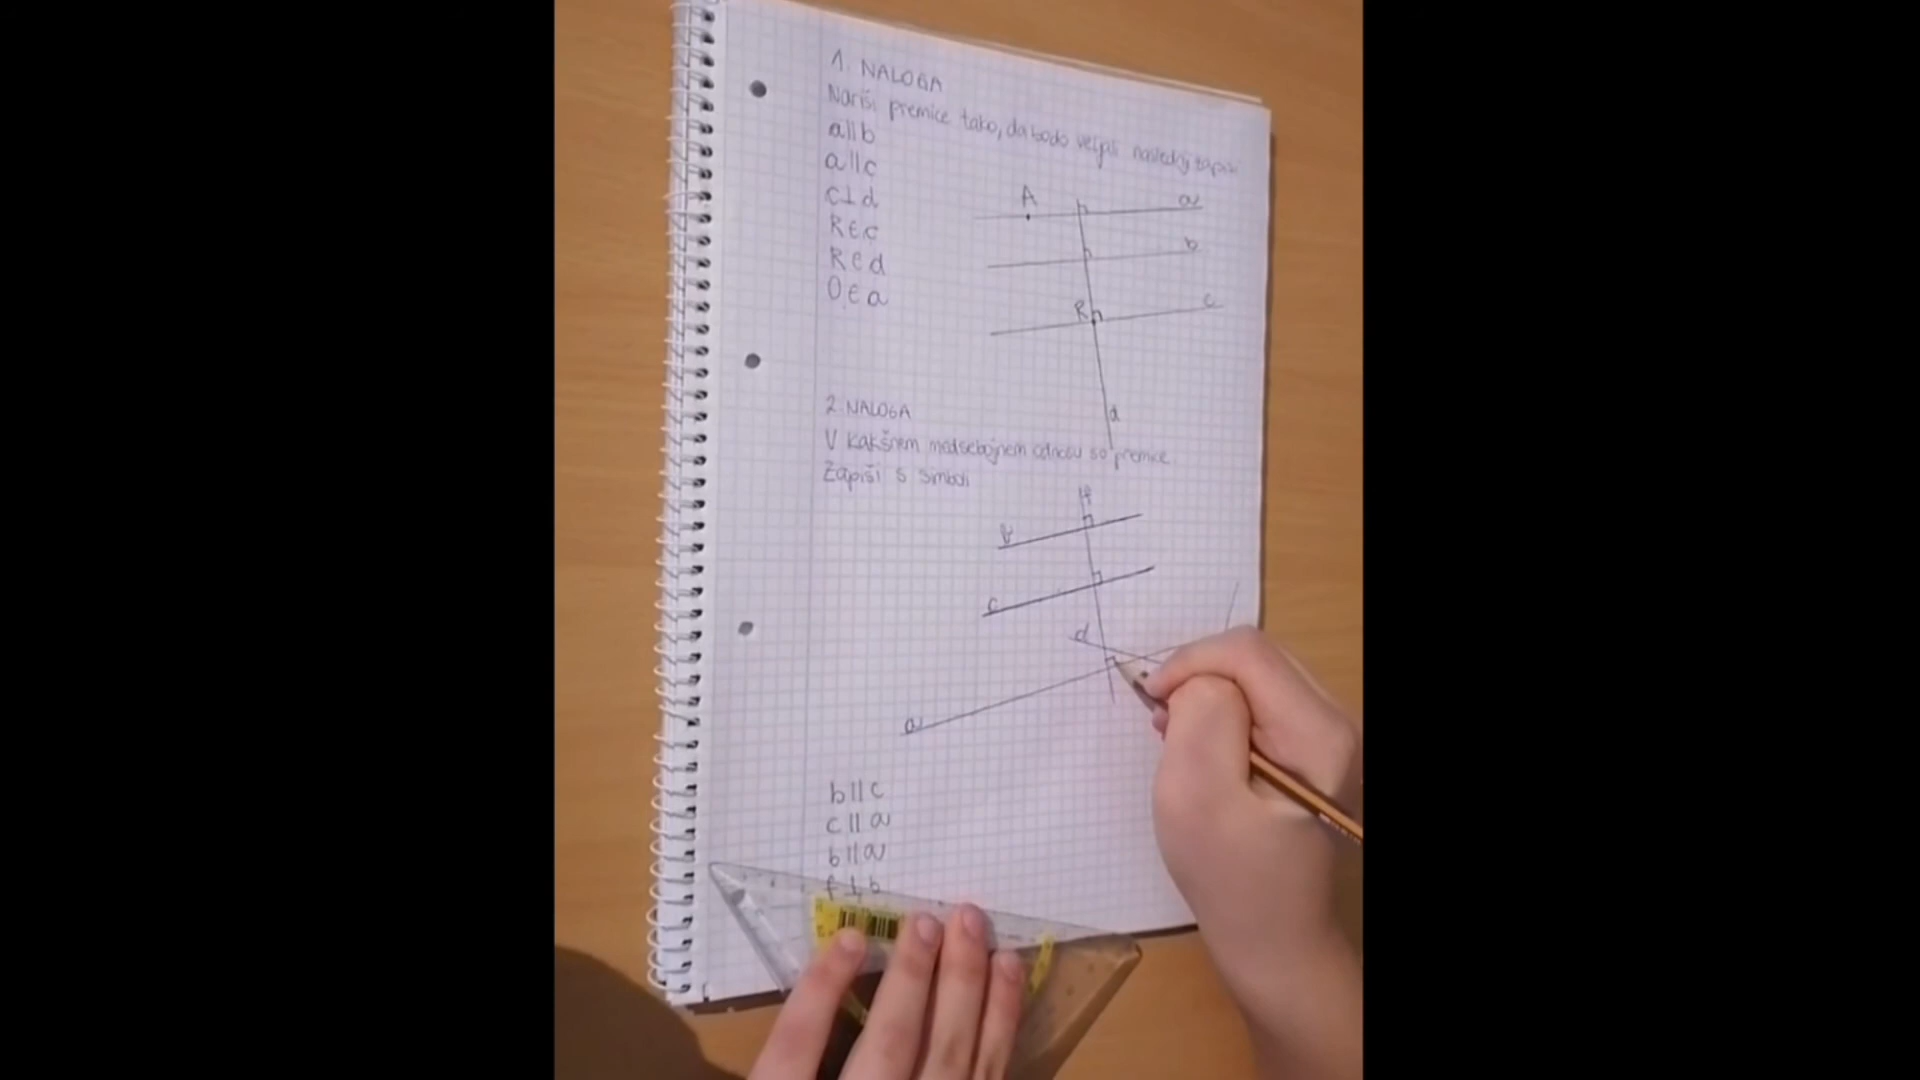 1. NALOGA
Nariši premice tako, da bodo veljali naslednji zapisi
a||b
a||c
c⊥d
R∈c
R∈d
O∈a
A
a
b
R
c
d
2. NALOGA
V kakšnem medsebojnem odnosu so premice
Zapiši s simboli
f
b
c
d
a
b||c
c||a
b||a
f⊥b